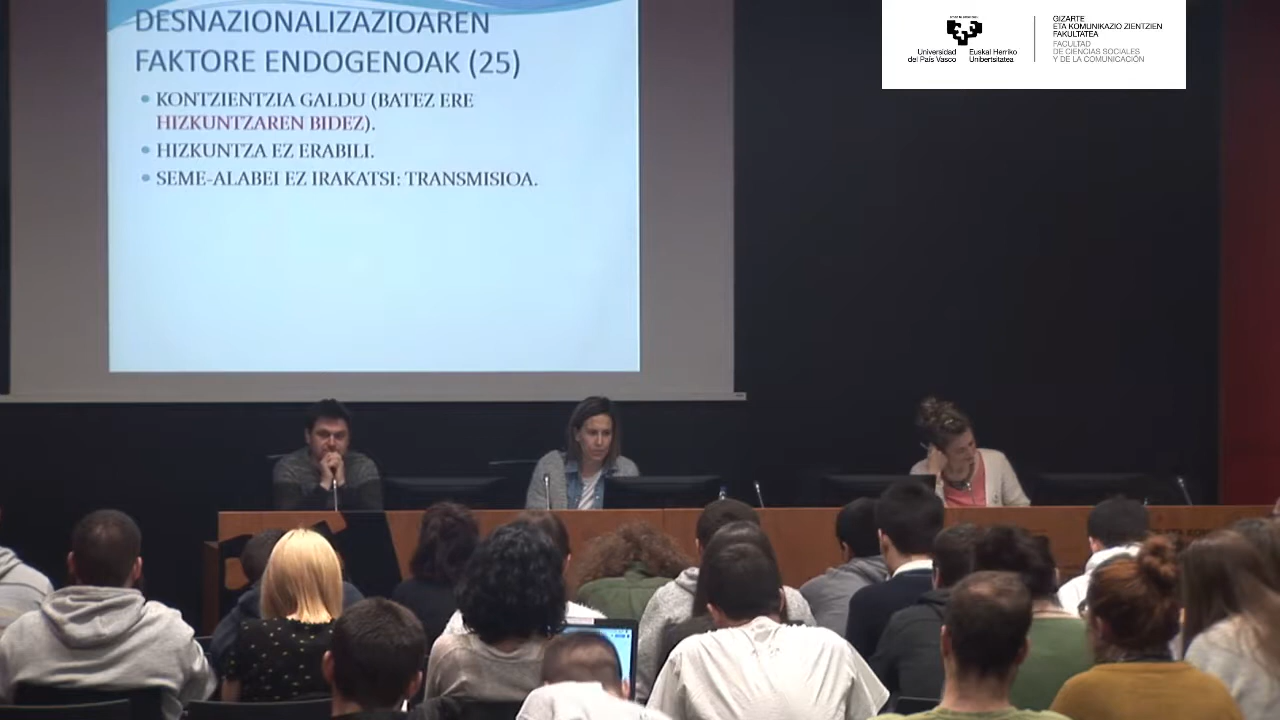 DESNAZIONALIZAZIOAREN
FAKTORE ENDOGENOAK (25)
• KONTZIENTZIA GALDU (BATEZ ERE
HIZKUNTZAREN BIDEZ).
• HIZKUNTZA EZ ERABILI.
• SEME-ALABEI EZ IRAKATSI: TRANSMISIOA.
Universidad
del País Vasco
Euskal Herriko
Unibertsitatea
GIZARTE
ETA KOMUNIKAZIO ZIENTZIEN
FAKULTATEA
FACULTAD
DE CIENCIAS SOCIALES
Y DE LA COMUNICACIÓN